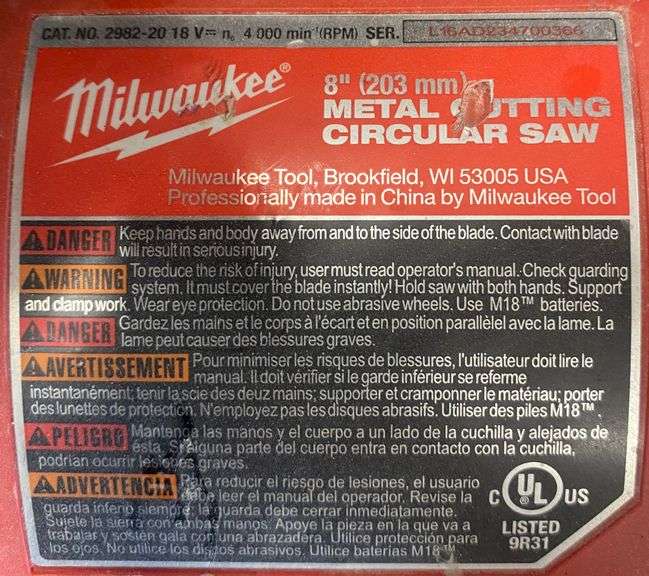 CAT. NO. 2982-20 18 V⎓ n₀ 4 000 min⁻¹(RPM) SER. L16AD234700366
Milwaukee®
8" (203 mm)
METAL CUTTING
CIRCULAR SAW
Milwaukee Tool, Brookfield, WI 53005 USA
Professionally made in China by Milwaukee Tool
⚠DANGER Keep hands and body away from and to the side of the blade. Contact with blade
will result in serious injury.
⚠WARNING To reduce the risk of injury, user must read operator's manual. Check guarding
system. It must cover the blade instantly! Hold saw with both hands. Support
and clamp work. Wear eye protection. Do not use abrasive wheels. Use M18™ batteries.
⚠DANGER Gardez les mains et le corps à l'écart et en position parallèlel avec la lame. La
lame peut causer des blessures graves.
⚠AVERTISSEMENT Pour minimiser les risques de blessures, l'utilisateur doit lire le
manual. Il doit vérifier si le garde inférieur se referme
instantanément; tenir la scie des deux mains; supporter et cramponner le matériau; porter
des lunettes de protection. N'employez pas les disques abrasifs. Utiliser des piles M18™.
⚠PELIGRO Mantenga las manos y el cuerpo a un lado de la cuchilla y alejados de
ésta. Si alguna parte del cuerpo entra en contacto con la cuchilla,
podrían ocurrir lesiones graves.
⚠ADVERTENCIA Para reducir el riesgo de lesiones, el usuario
debe leer el manual del operador. Revise la
guarda inferio siempre, la guarda debe cerrar inmediatamente.
Sujete la sierra con ambas manos. Apoye la pieza en la que va a
trabajar y sosten gala con una abrazadera. Utilice protección para
los ojos. No utilice los discos abrasivos. Utilice baterías M18™
C UL US
LISTED
9R31